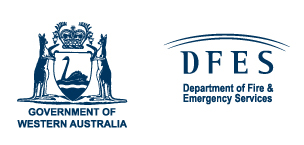 GOVERNMENT OF
WESTERN AUSTRALIA
DFES
Department of Fire &
Emergency Services